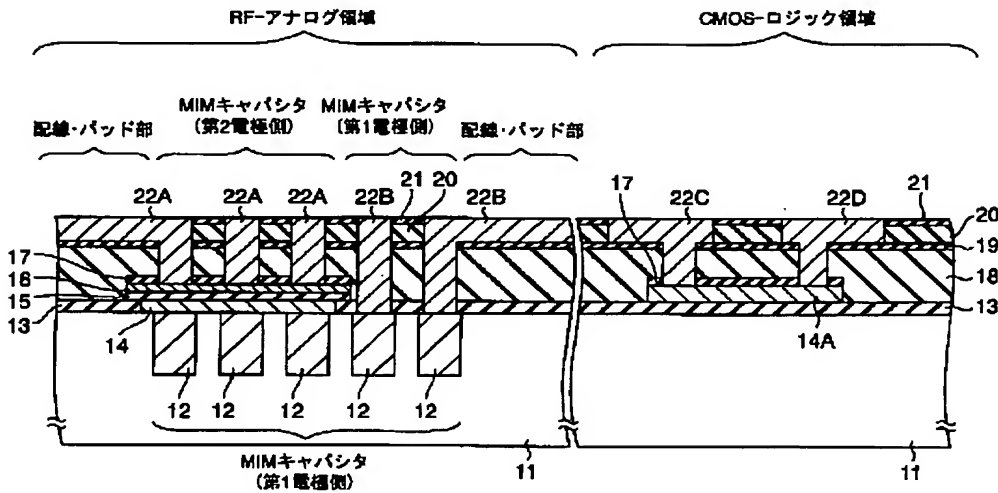 RF-アナログ領域
CMOS-ロジック領域
MIMキャパシタ
(第2電極側)
MIMキャパシタ
(第1電極側)
配線・パッド部
配線・パッド部
22A
22A
22A
22B
21
20
22B
17
22C
22D
21
20
19
18
13
17
16
15
13
14
14A
12
12
12
12
12
11
11
MIMキャパシタ
(第1電極側)